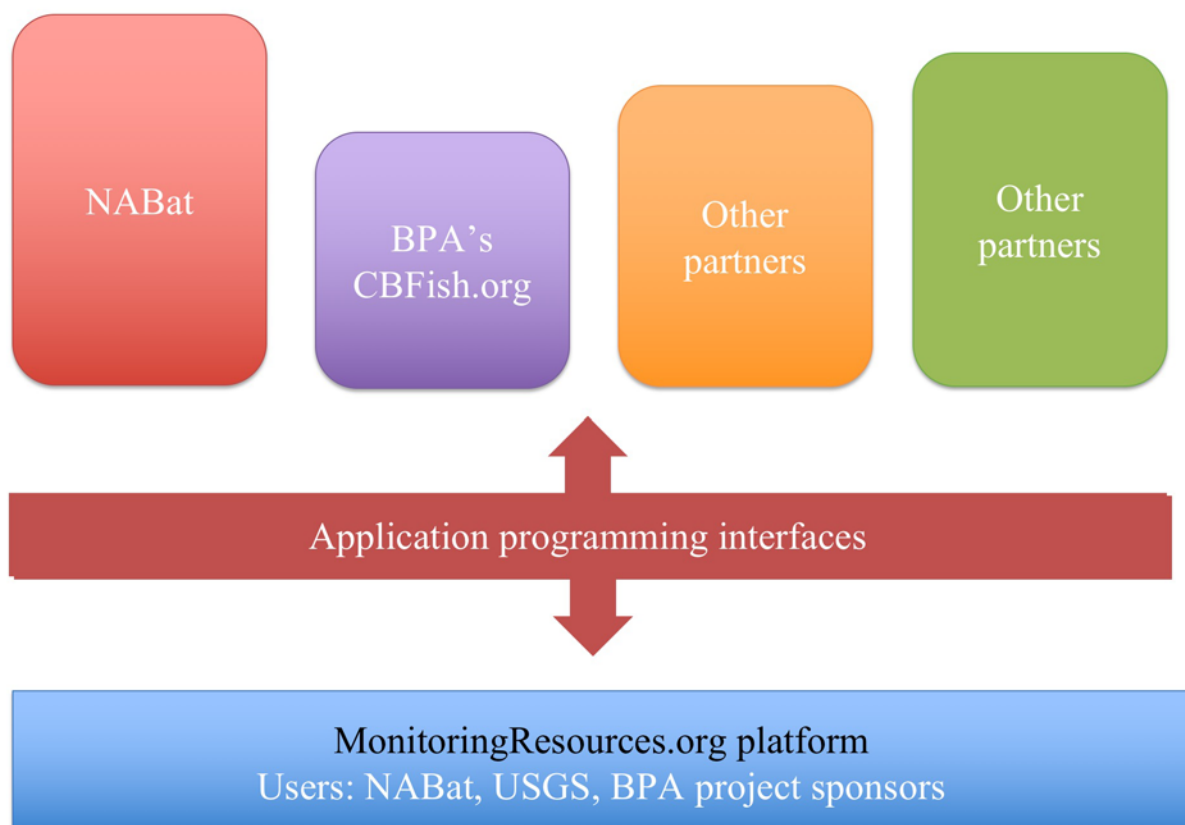 NABat
BPA’s
CBFish.org
Other
partners
Other
partners
Application programming interfaces
MonitoringResources.org platform
Users: NABat, USGS, BPA project sponsors